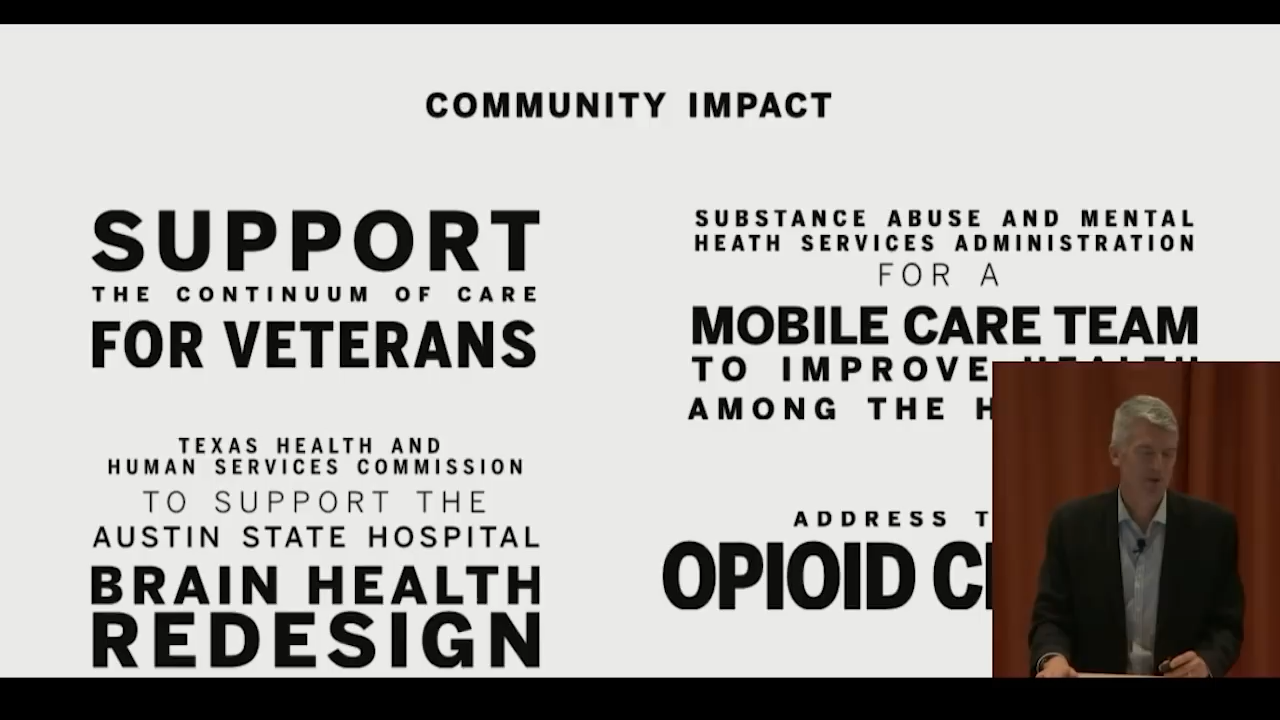 COMMUNITY IMPACT
SUPPORT
THE CONTINUUM OF CARE
FOR VETERANS
TEXAS HEALTH AND
HUMAN SERVICES COMMISSION
TO SUPPORT THE
AUSTIN STATE HOSPITAL
BRAIN HEALTH
REDESIGN
SUBSTANCE ABUSE AND MENTAL
HEATH SERVICES ADMINISTRATION
FOR A
MOBILE CARE TEAM
TO IMPROVE HEALTH
AMONG THE
ADDRESS
OPIOID